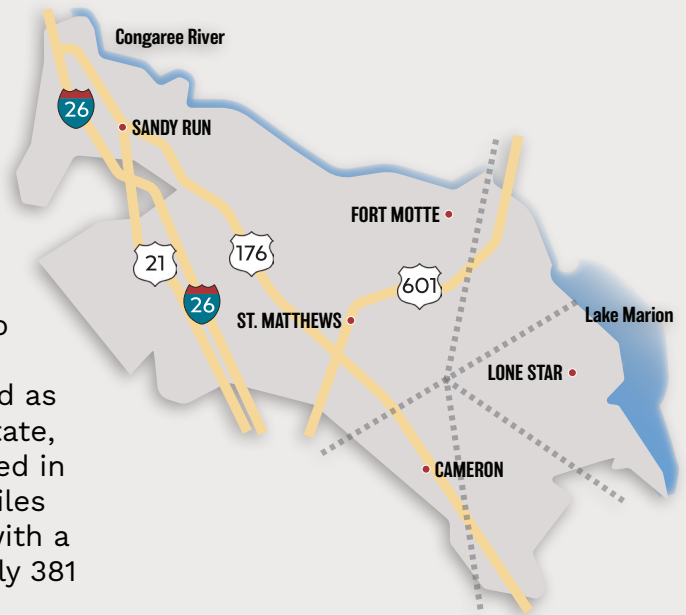 Congaree River
26
SANDY RUN
FORT MOTTE
176
21
601
26
ST. MATTHEWS
Lake Marion
LONE STAR
CAMERON
d as
tate,
ed in
iles
with a
ly 381